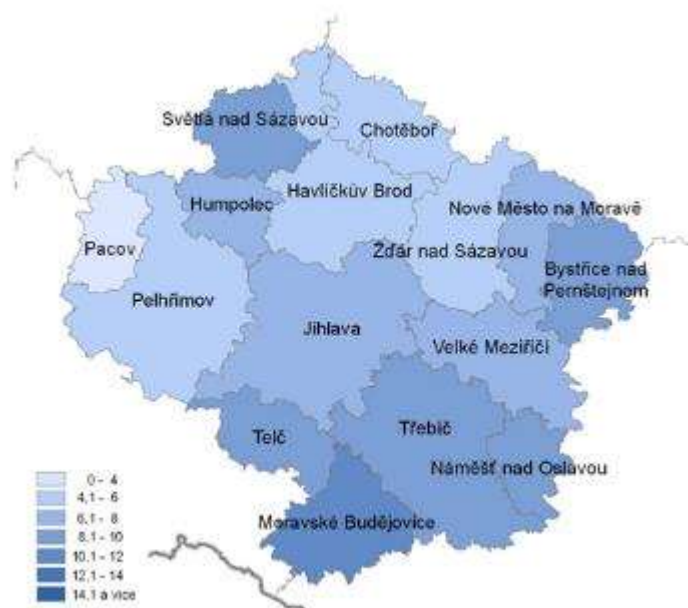 Světlá nad Sázavou
Chotěboř
Havlíčkův Brod
Humpolec
Nové Město na Moravě
Pacov
Žďár nad Sázavou
Bystřice nad
Pernštejnem
Pelhřimov
Jihlava
Velké Meziříčí
Telč
Třebíč
Náměšť nad Oslavou
Moravské Budějovice
0 - 4
4,1 - 6
6,1 - 8
8,1 - 10
10,1 - 12
12,1 - 14
14,1 a více